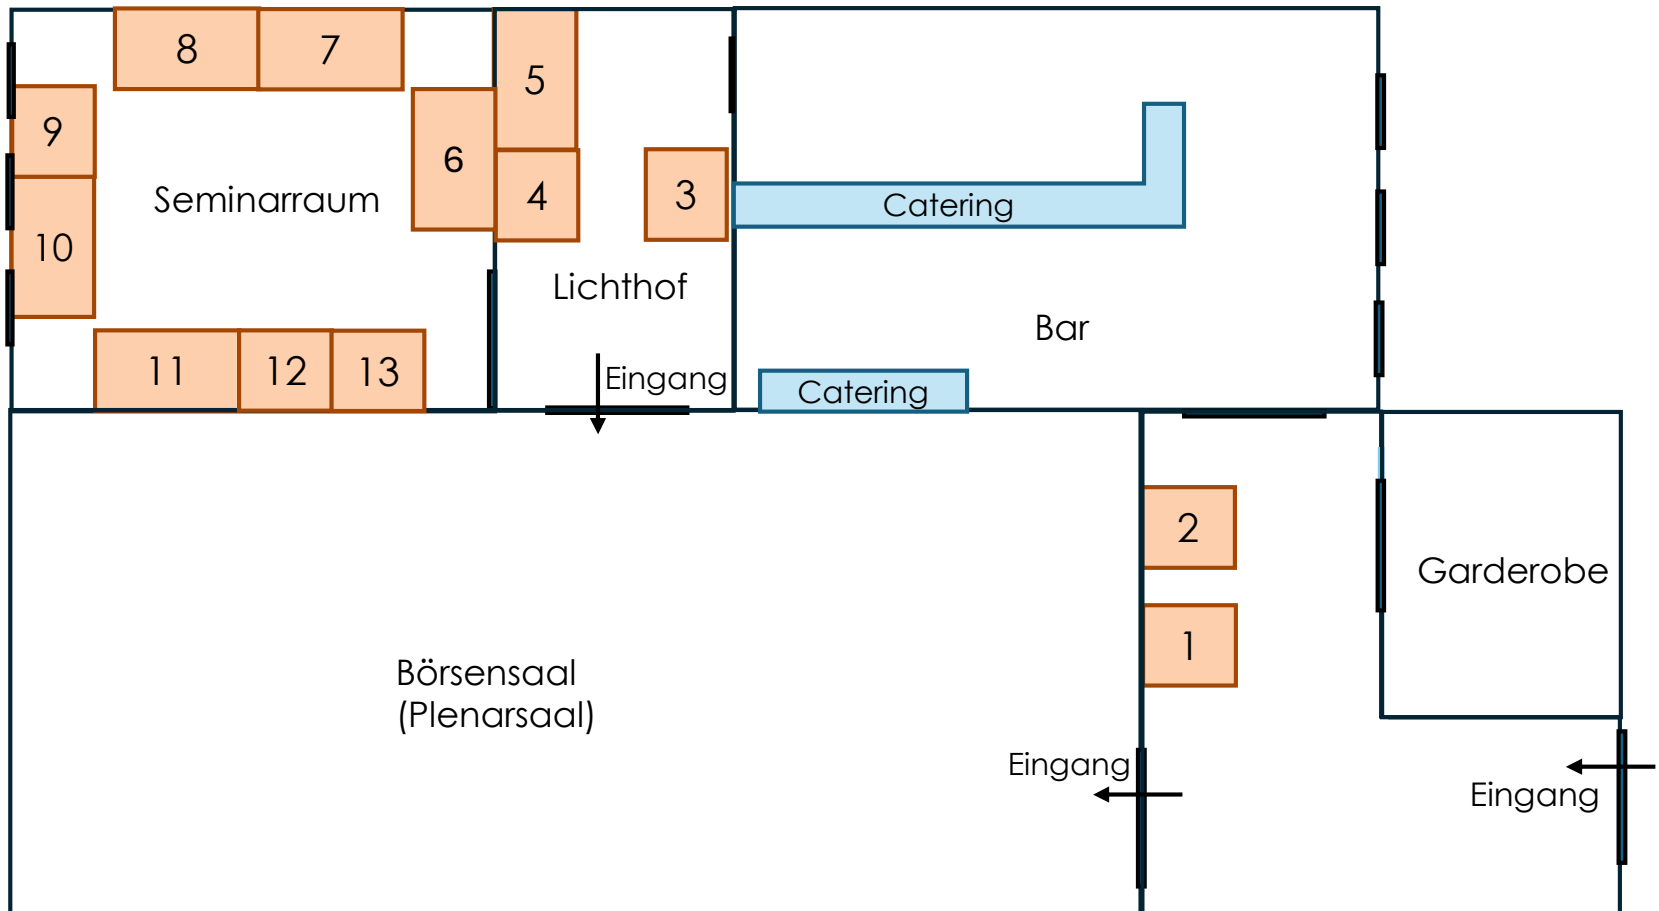 8
7
5
9
6
Seminarraum
4
3
Catering
10
Lichthof
Bar
11
12
13
Eingang
Catering
2
Garderobe
1
Börsensaal
(Plenarsaal)
Eingang
Eingang